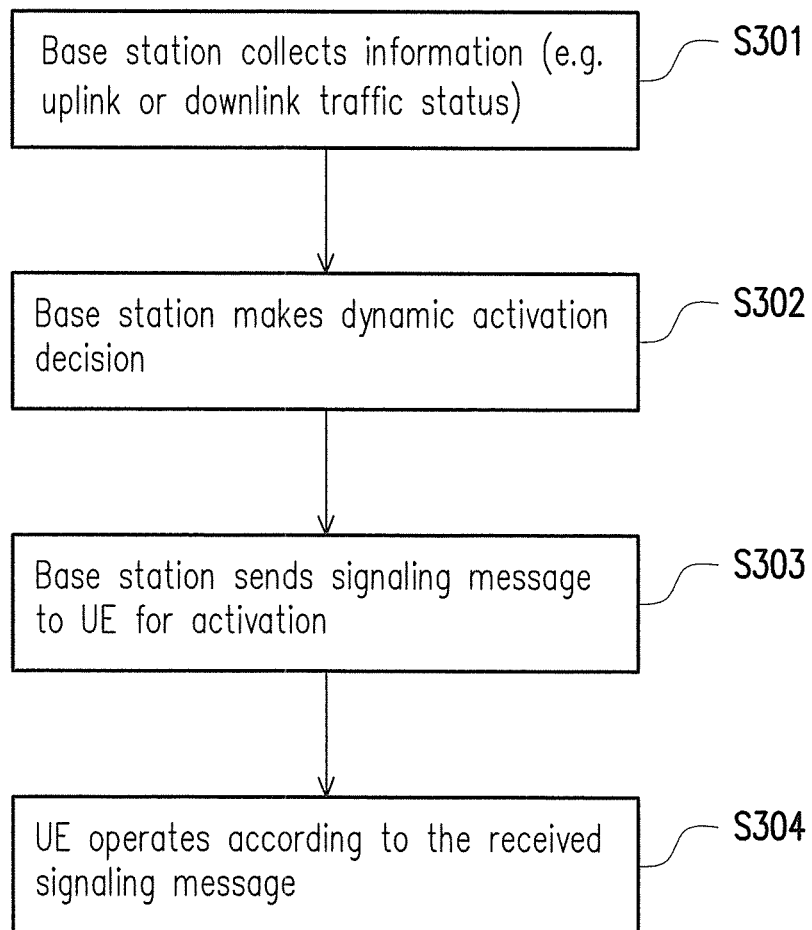 Base station collects information (e.g.
uplink or downlink traffic status)
S301
Base station makes dynamic activation
decision
S302
Base station sends signaling message
to UE for activation
S303
UE operates according to the received
signaling message
S304